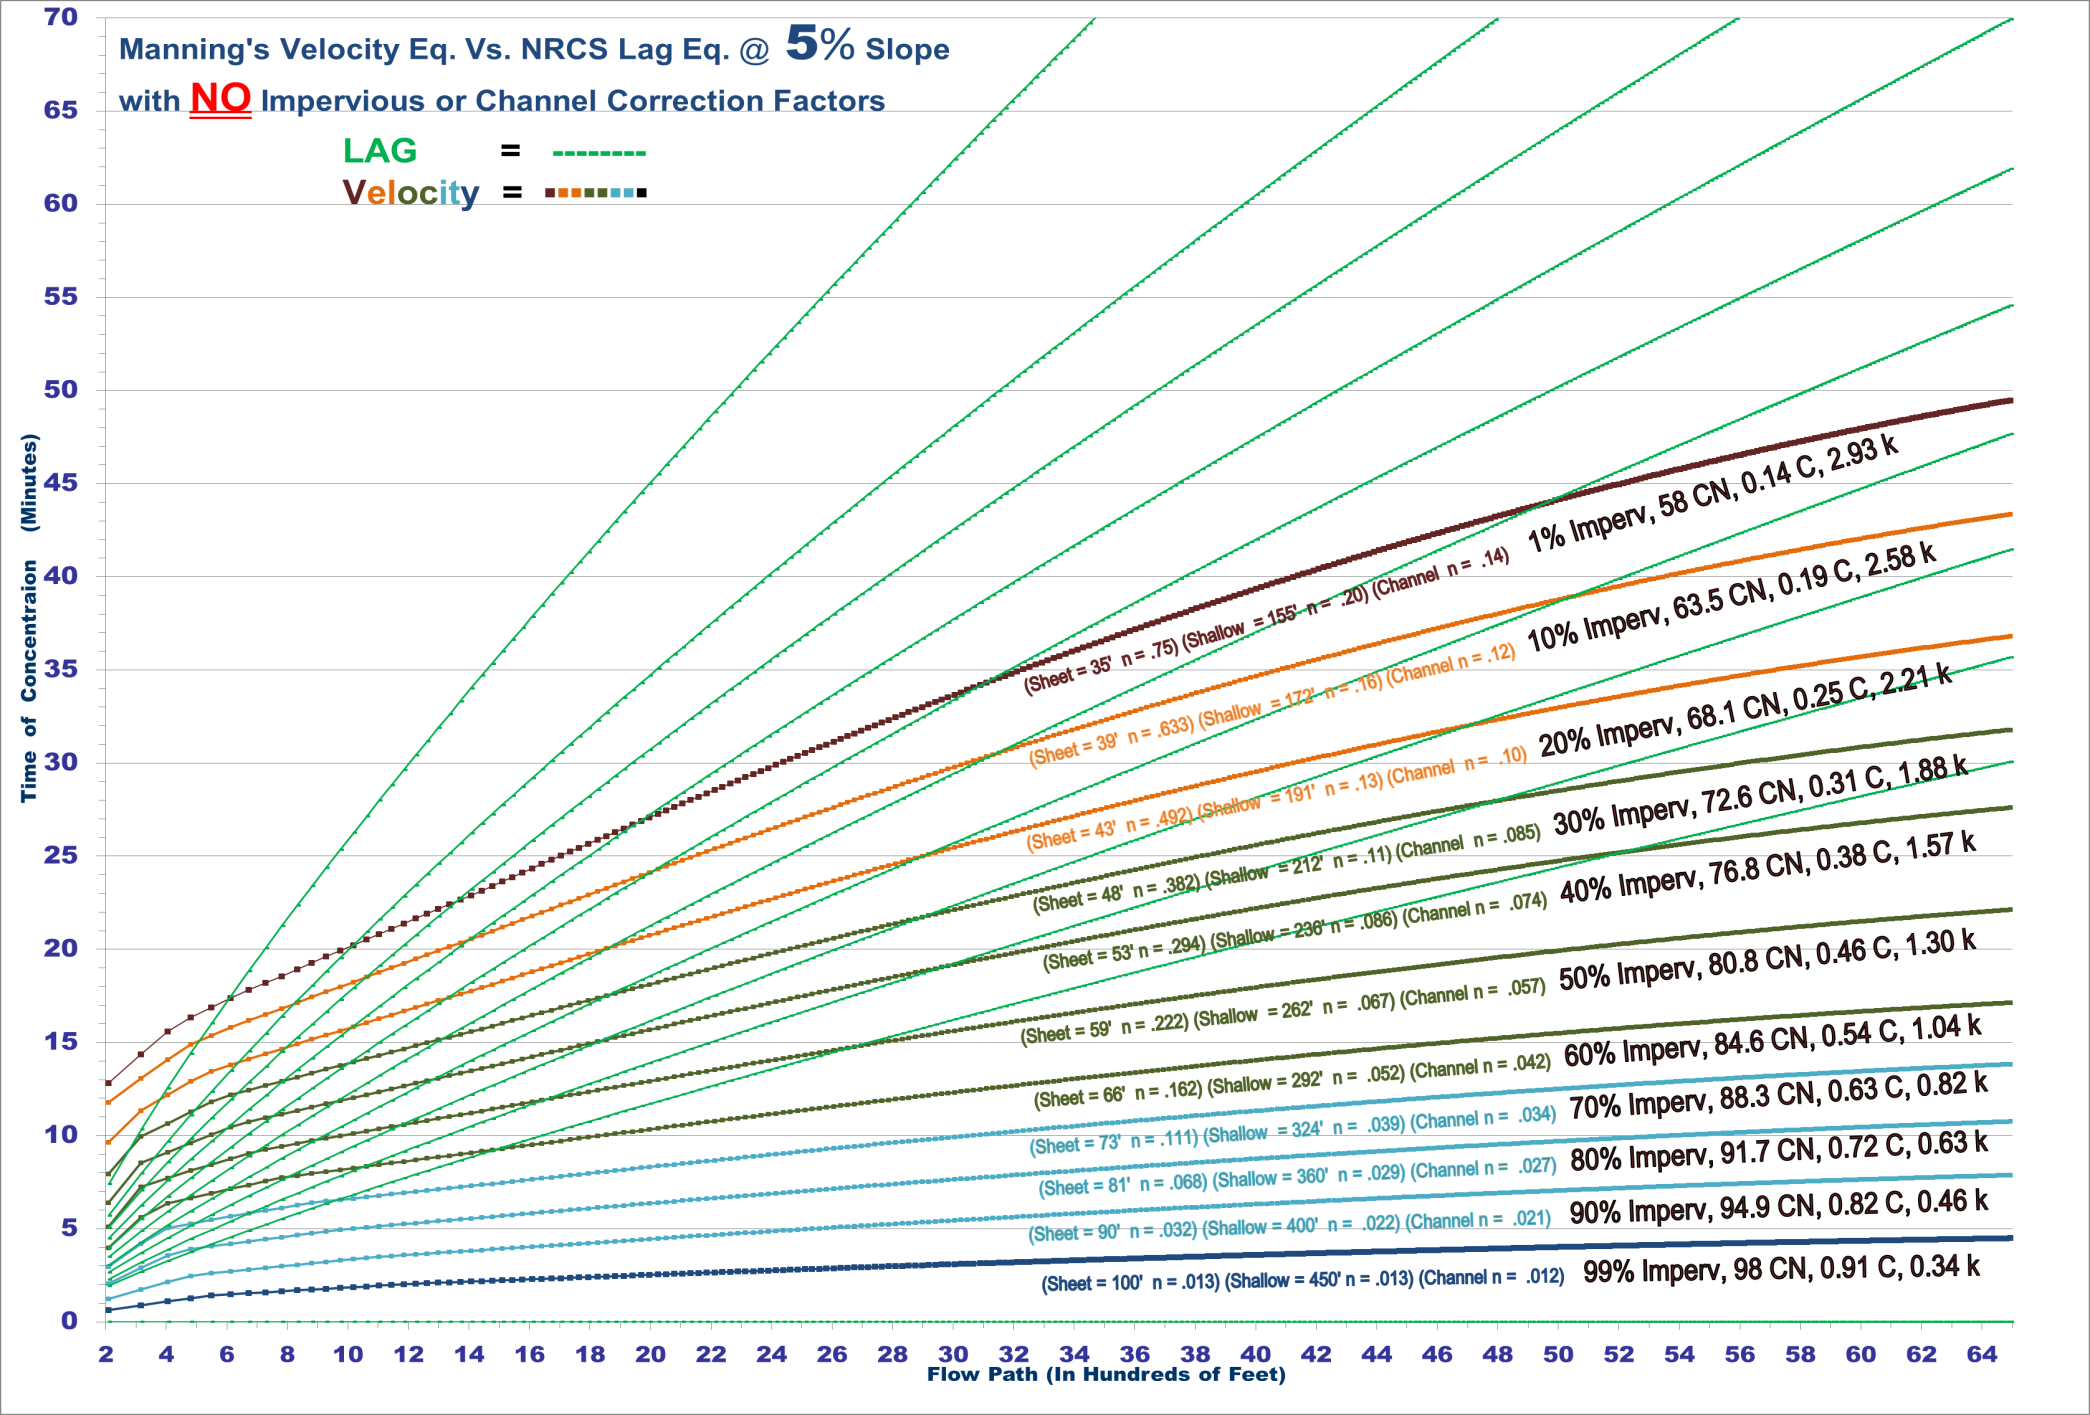 Manning's Velocity Eq. Vs. NRCS Lag Eq. @ 5% Slope
with NO Impervious or Channel Correction Factors
LAG = --------
Velocity =
Time of Concentraion (Minutes)
70
65
60
55
50
45
40
35
30
25
20
15
10
5
0
1% Imperv, 58 CN, 0.14 C, 2.93 k
(Sheet = 35' n = .75) (Shallow = 155' n = .20) (Channel n = .14)
10% Imperv, 63.5 CN, 0.19 C, 2.58 k
(Sheet = 39' n = .633) (Shallow = 172' n = .16) (Channel n = .12)
20% Imperv, 68.1 CN, 0.25 C, 2.21 k
(Sheet = 43' n = .492) (Shallow = 191' n = .13) (Channel n = .10)
30% Imperv, 72.6 CN, 0.31 C, 1.88 k
(Sheet = 48' n = .382) (Shallow = 212' n = .11) (Channel n = .085)
40% Imperv, 76.8 CN, 0.38 C, 1.57 k
(Sheet = 53' n = .294) (Shallow = 236' n = .086) (Channel n = .074)
50% Imperv, 80.8 CN, 0.46 C, 1.30 k
(Sheet = 59' n = .222) (Shallow = 262' n = .067) (Channel n = .057)
60% Imperv, 84.6 CN, 0.54 C, 1.04 k
(Sheet = 66' n = .162) (Shallow = 292' n = .052) (Channel n = .042)
70% Imperv, 88.3 CN, 0.63 C, 0.82 k
(Sheet = 73' n = .111) (Shallow = 324' n = .039) (Channel n = .034)
80% Imperv, 91.7 CN, 0.72 C, 0.63 k
(Sheet = 81' n = .068) (Shallow = 360' n = .029) (Channel n = .027)
90% Imperv, 94.9 CN, 0.82 C, 0.46 k
(Sheet = 90' n = .032) (Shallow = 400' n = .022) (Channel n = .021)
99% Imperv, 98 CN, 0.91 C, 0.34 k
(Sheet = 100' n = .013) (Shallow = 450' n = .013) (Channel n = .012)
2 4 6 8 10 12 14 16 18 20 22 24 26 28 30 32 34 36 38 40 42 44 46 48 50 52 54 56 58 60 62 64
Flow Path (In Hundreds of Feet)